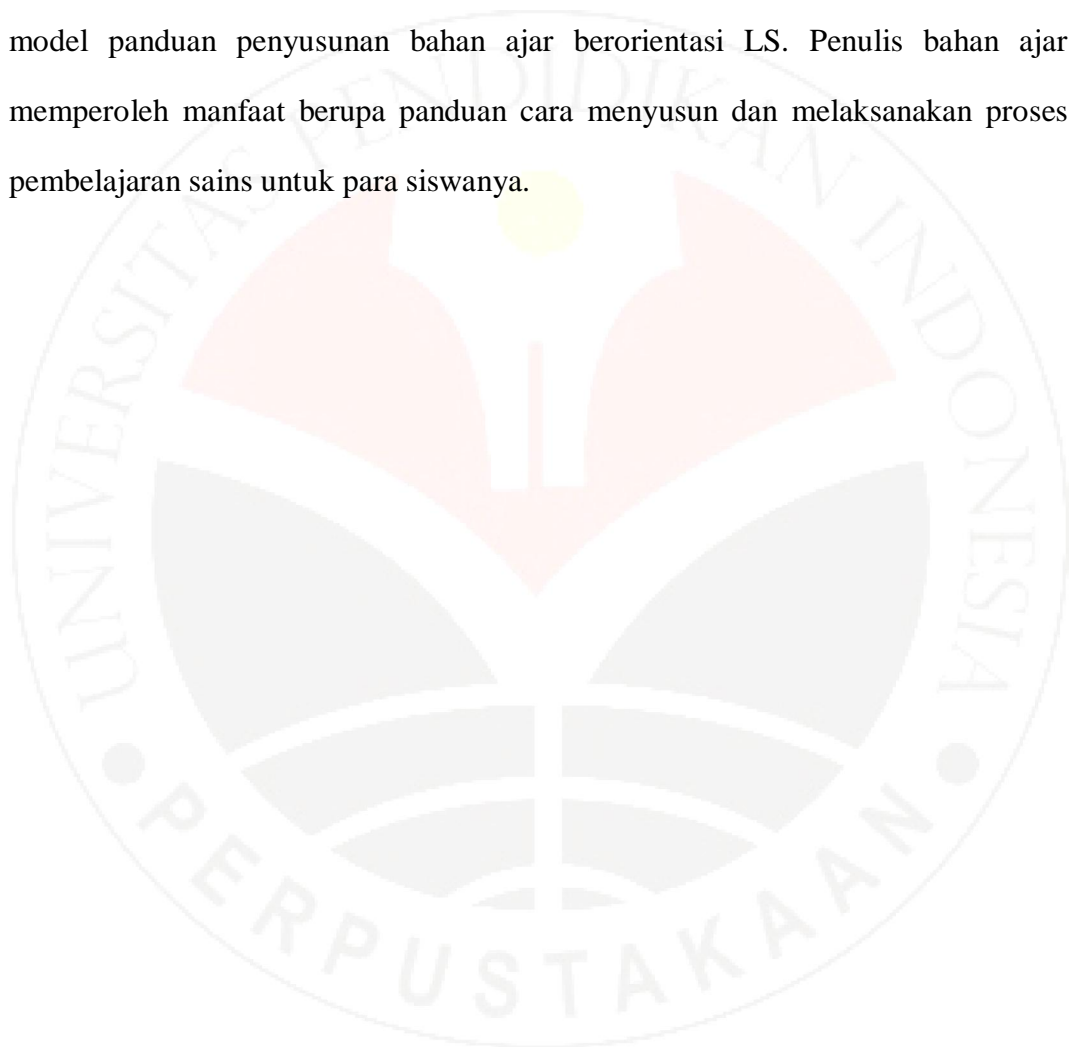 model panduan penyusunan bahan ajar berorientasi LS. Penulis bahan ajar
memperoleh manfaat berupa panduan cara menyusun dan melaksanakan proses
pembelajaran sains untuk para siswanya.
UNIVERSITAS PENDIDIKAN INDONESIA
PERPUSTAKAAN